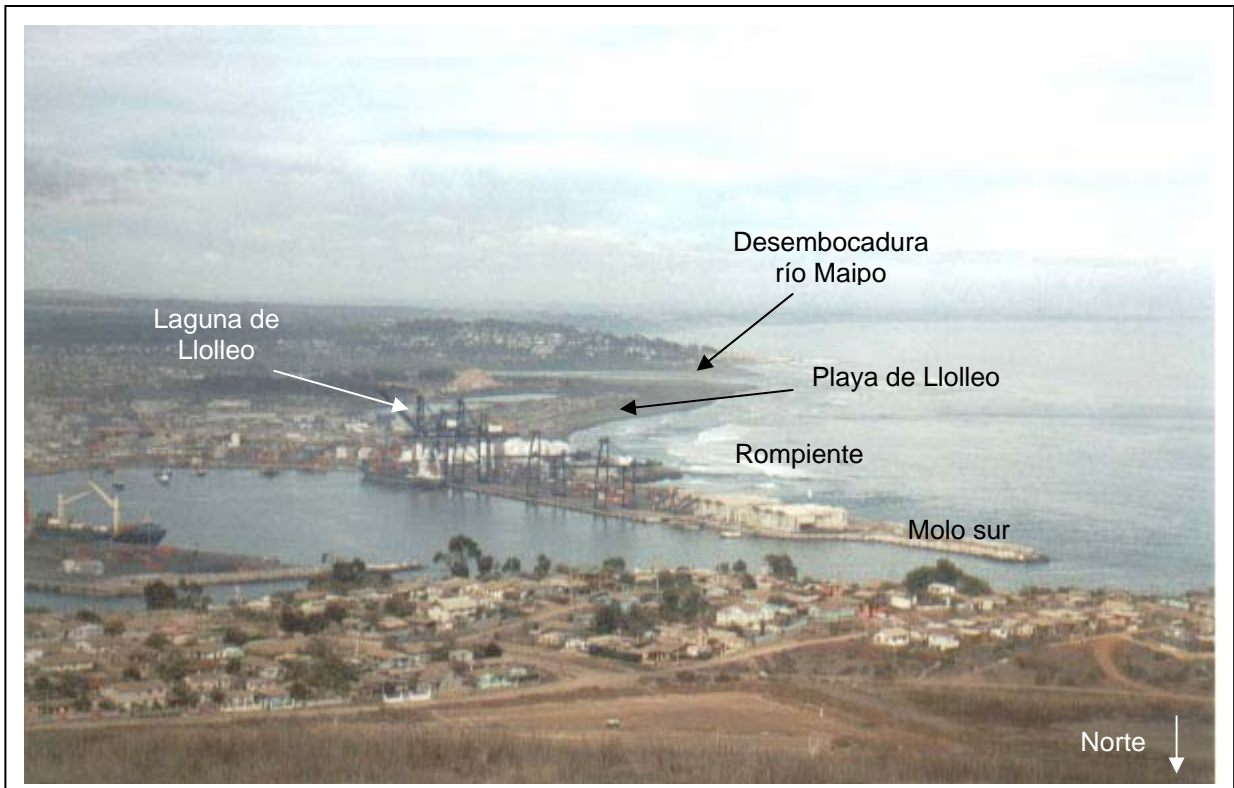 Desembocadura
río Maipo
Laguna de
Llolleo
Playa de Llolleo
Rompiente
Molo sur
Norte